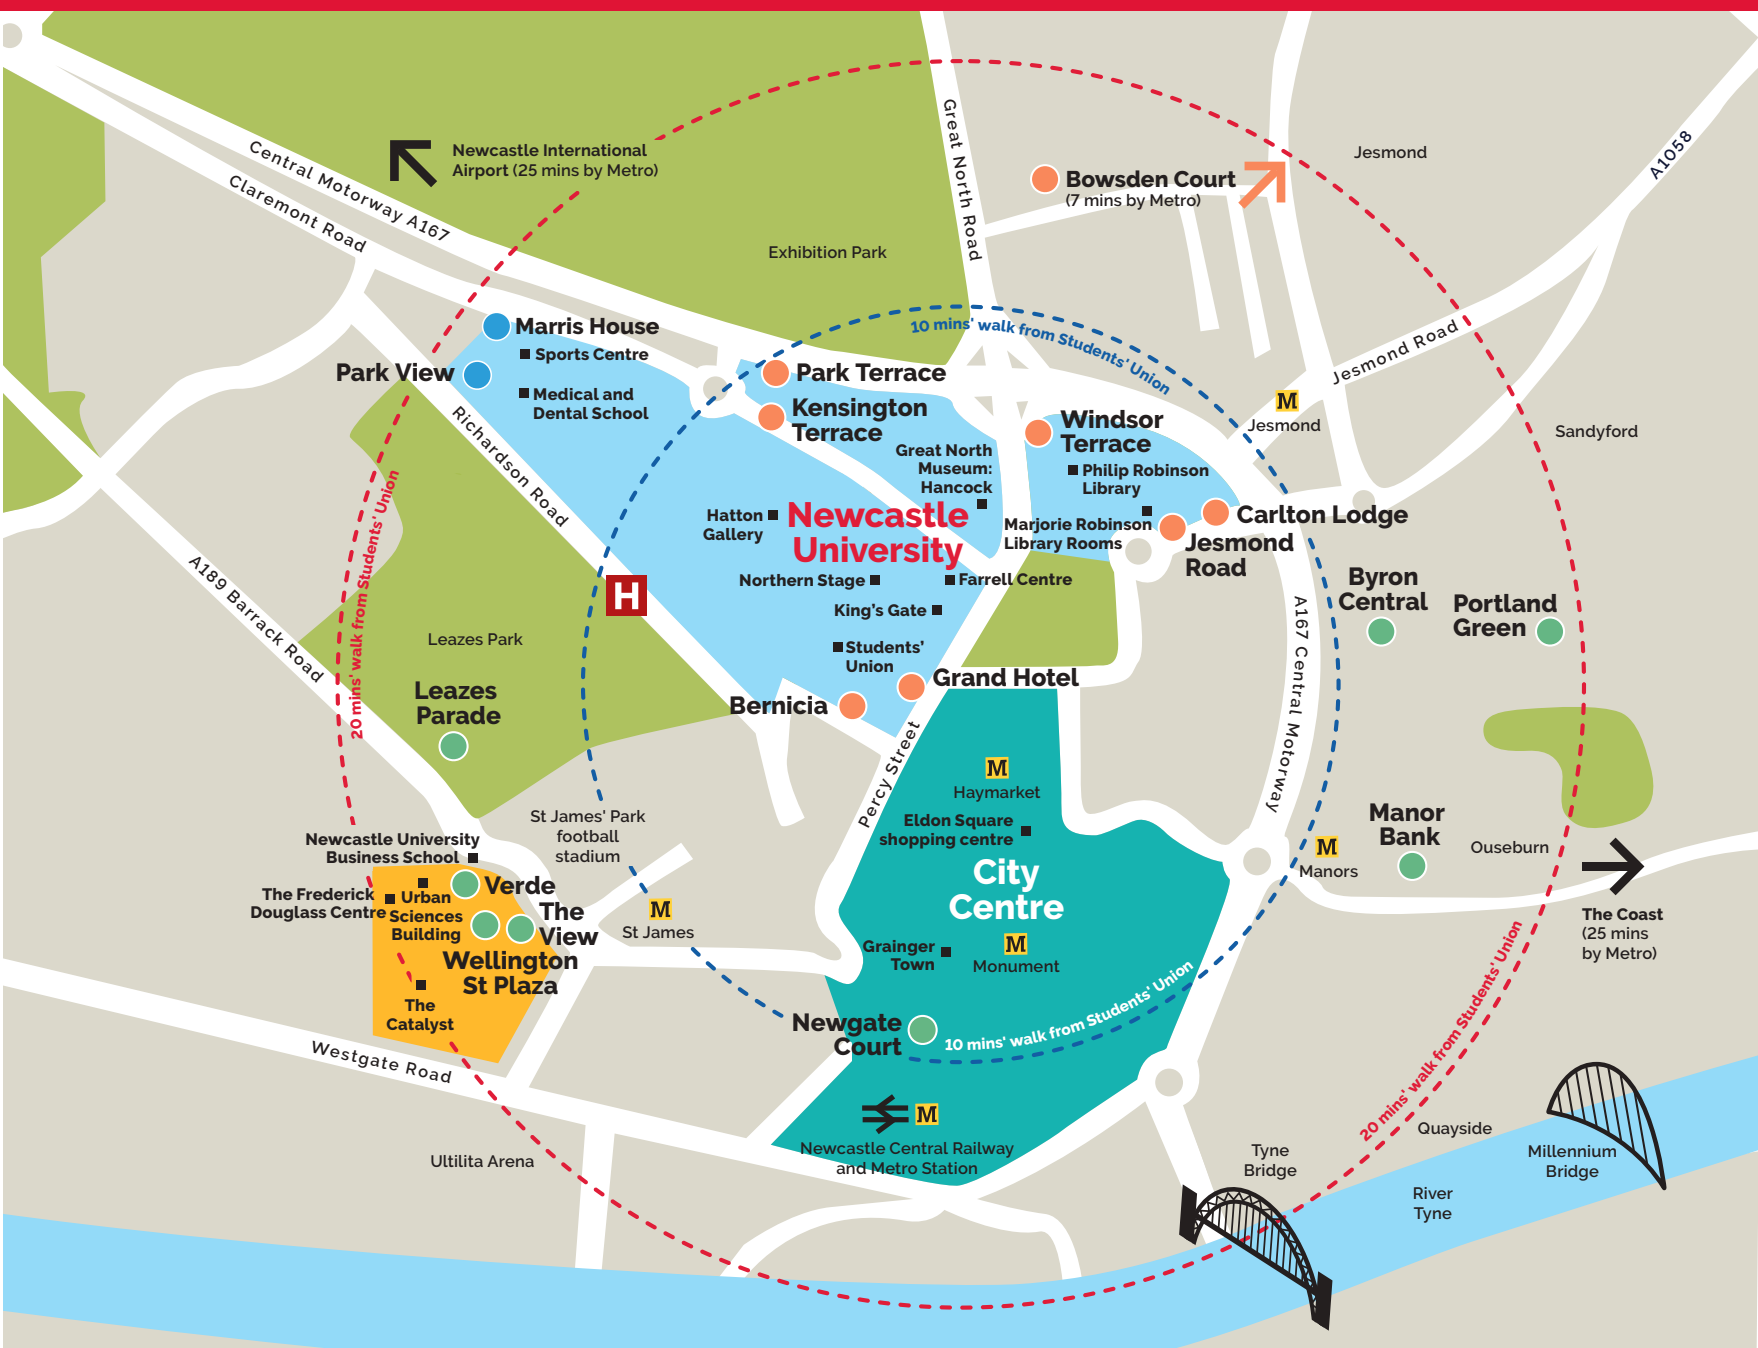 Central Motorway A167
Claremont Road
Newcastle International
Airport (25 mins by Metro)
Great North Road
Exhibition Park
Bowsden Court
(7 mins by Metro)
Jesmond
A1058
Marris House
Sports Centre
Park View
Medical and
Dental School
10 mins' walk from Students' Union
Park Terrace
Kensington
Terrace
Windsor
Terrace
Jesmond Road
M
Jesmond
Sandyford
Richardson Road
Great North
Museum:
Hancock
Philip Robinson
Library
Hatton
Gallery
Newcastle
University
Marjorie Robinson
Library Rooms
Carlton Lodge
Jesmond
Road
20 mins' walk from Students' Union
A189 Barrack Road
H
Northern Stage
Farrell Centre
King's Gate
Byron
Central
Portland
Green
A167 Central Motorway
Leazes Park
Students'
Union
Grand Hotel
Bernicia
Leazes
Parade
Percy Street
M
Haymarket
Eldon Square
shopping centre
St James' Park
football
stadium
Newcastle University
Business School
Manor
Bank
M
Manors
Ouseburn
The Coast
(25 mins
by Metro)
City
Centre
Verde
The Frederick
Douglass Centre
Urban
Sciences
Building
The
View
M
St James
Wellington
St Plaza
Grainger
Town
M
Monument
The
Catalyst
Newgate
Court
10 mins' walk from Students' Union
20 mins' walk from Students' Union
Westgate Road
M
Newcastle Central Railway
and Metro Station
Utilita Arena
Quayside
Tyne
Bridge
Millennium
Bridge
River
Tyne